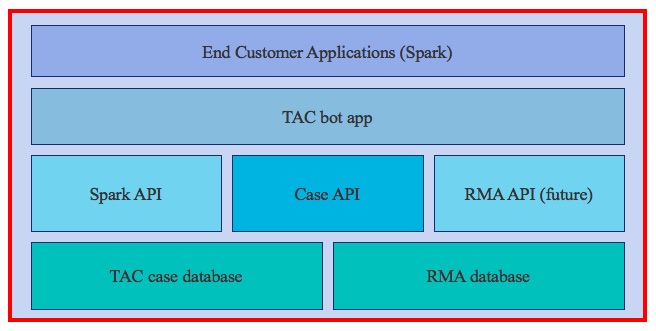 End Customer Applications (Spark)
TAC bot app
Spark API
Case API
RMA API (future)
TAC case database
RMA database